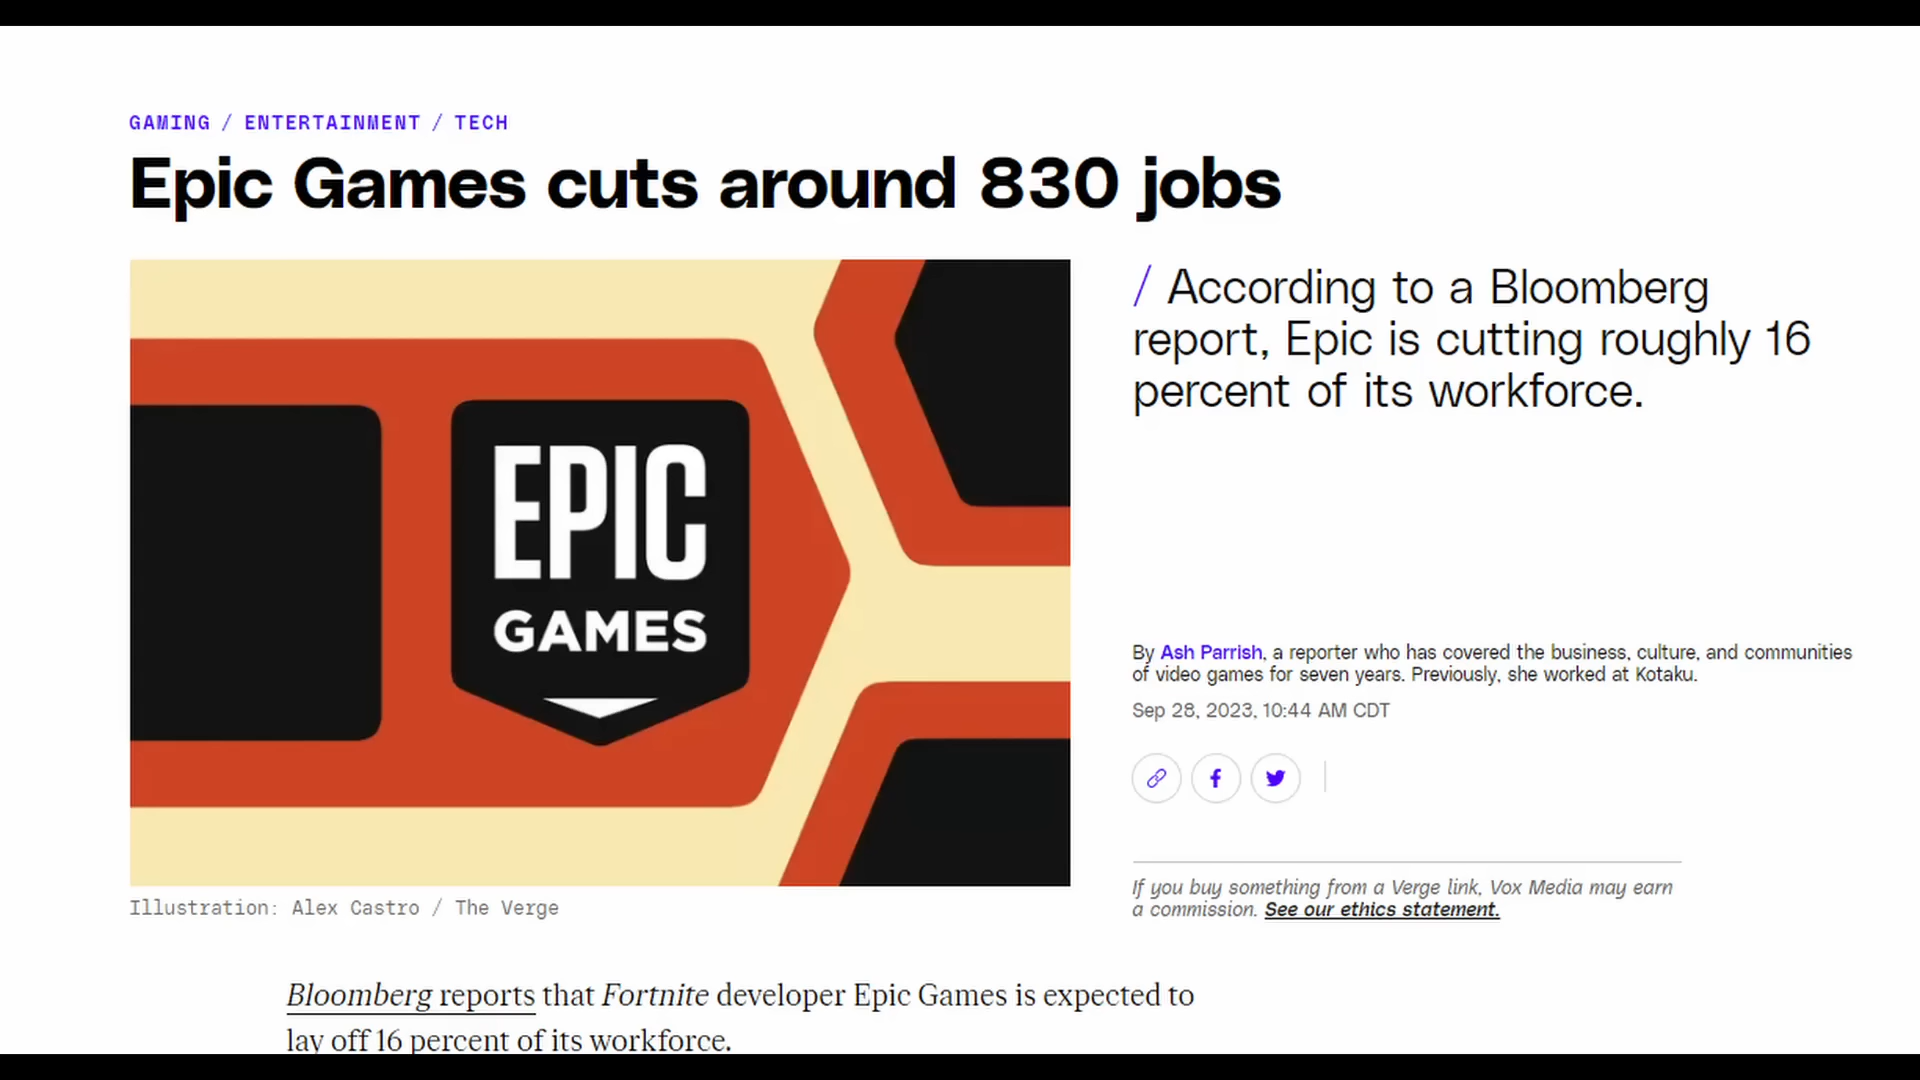 GAMING / ENTERTAINMENT / TECH
Epic Games cuts around 830 jobs
EPIC
GAMES
/ According to a Bloomberg
report, Epic is cutting roughly 16
percent of its workforce.
By Ash Parrish, a reporter who has covered the business, culture, and communities
of video games for seven years. Previously, she worked at Kotaku.
Sep 28, 2023, 10:44 AM CDT
If you buy something from a Verge link, Vox Media may earn
a commission. See our ethics statement.
Illustration: Alex Castro / The Verge
Bloomberg reports that Fortnite developer Epic Games is expected to
lay off 16 percent of its workforce.